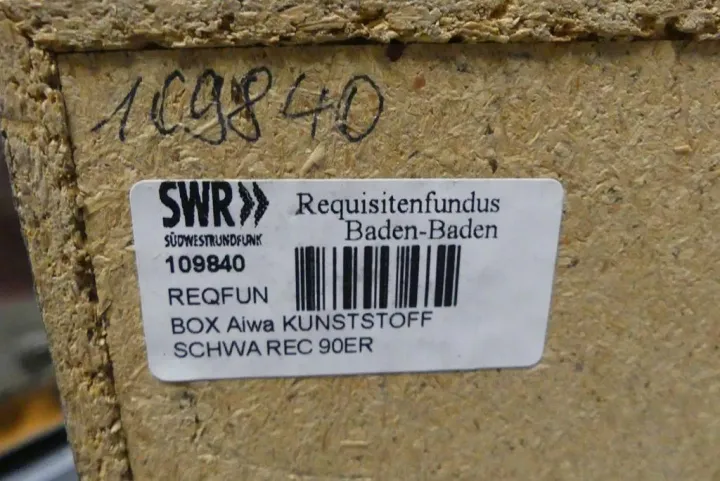 109840
SWR
SÜDWESTRUNDFUNK
Requisitenfundus
Baden-Baden
109840
REQFUN
BOX Aiwa KUNSTSTOFF
SCHWA REC 90ER